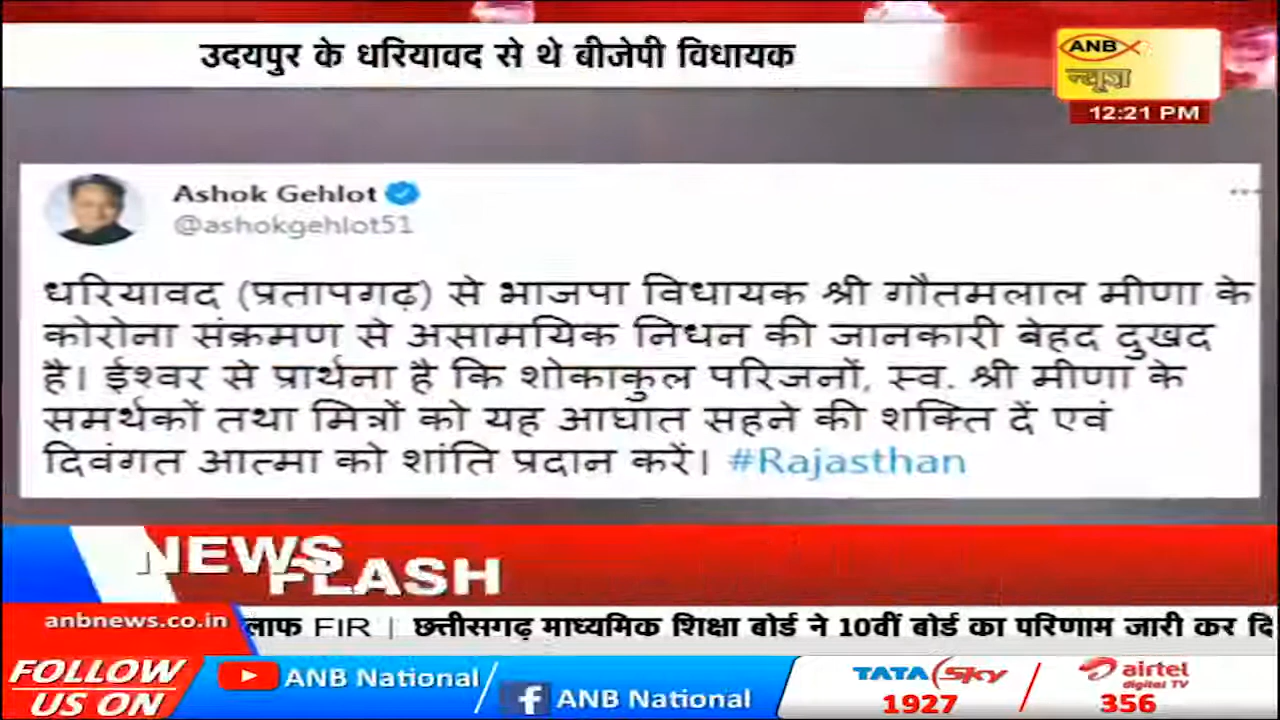 उदयपुर के धरियावद से थे बीजेपी विधायक
ANB
न्यूज़
12:21 PM
Ashok Gehlot
@ashokgehlot51
धरियावद (प्रतापगढ़) से भाजपा विधायक श्री गौतमलाल मीणा के
कोरोना संक्रमण से असामयिक निधन की जानकारी बेहद दुखद
है। ईश्वर से प्रार्थना है कि शोकाकुल परिजनों, स्व. श्री मीणा के
समर्थकों तथा मित्रों को यह आघात सहने की शक्ति दें एवं
दिवंगत आत्मा को शांति प्रदान करें। #Rajasthan
NEWS
FLASH
anbnews.co.in
लाफ FIR | छत्तीसगढ़ माध्यमिक शिक्षा बोर्ड ने 10वीं बोर्ड का परिणाम जारी कर दि
FOLLOW
US ON
ANB National
ANB National
TATA Sky
1927
airtel
digital TV
356